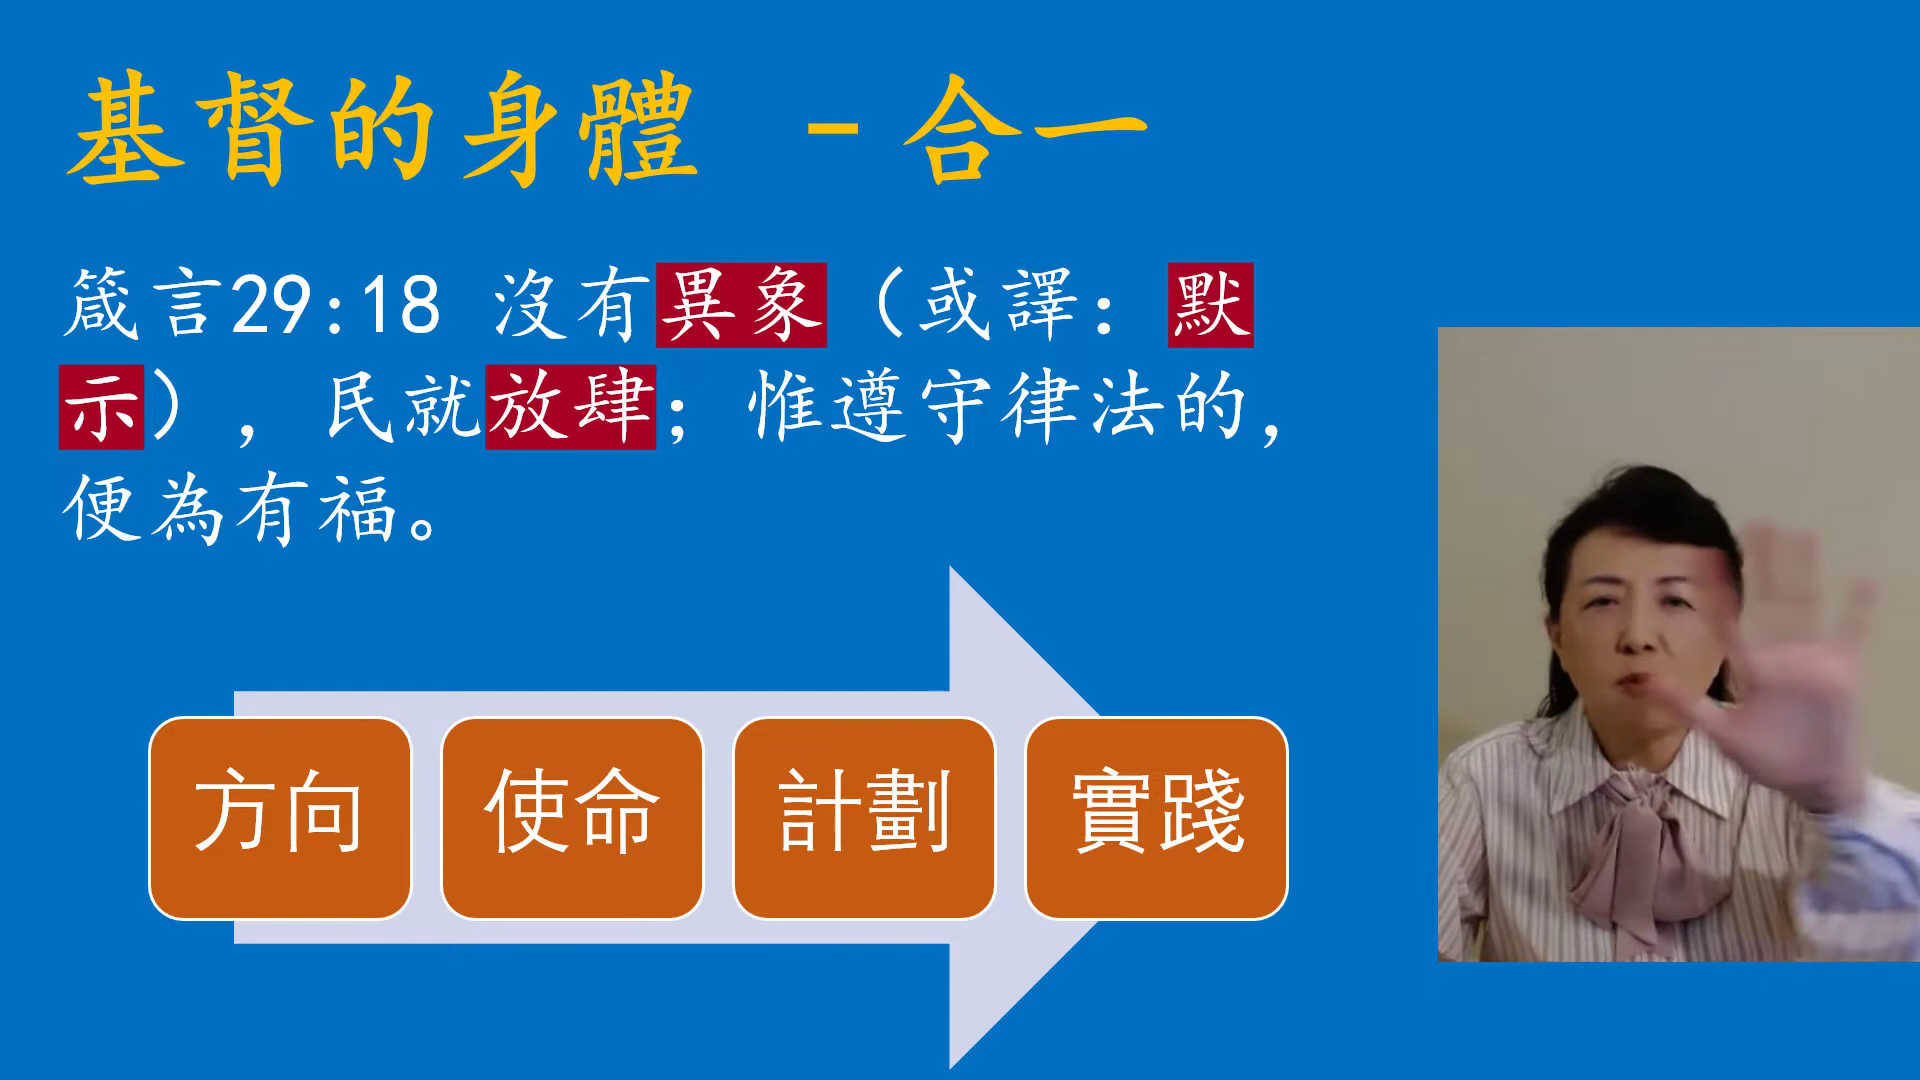 基督的身體 -合一
箴言29:18 沒有異象（或譯：默
示），民就放肆；惟遵守律法的，
便為有福。
方向 使命 計劃 實踐